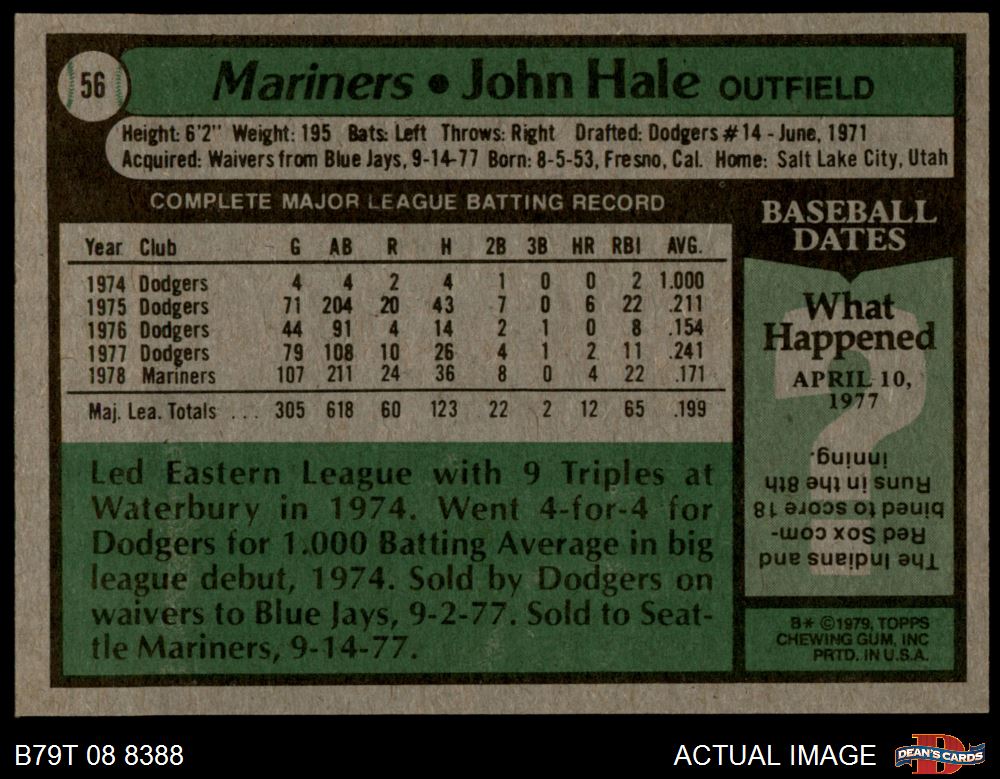 56
Mariners • John Hale OUTFIELD
Height: 6'2" Weight: 195 Bats: Left Throws: Right Drafted: Dodgers #14 - June, 1971
Acquired: Waivers from Blue Jays, 9-14-77 Born: 8-5-53, Fresno, Cal. Home: Salt Lake City, Utah
COMPLETE MAJOR LEAGUE BATTING RECORD
Year Club G AB R H 2B 3B HR RBI AVG.
1974 Dodgers 4 4 2 4 1 0 0 2 1.000
1975 Dodgers 71 204 20 43 7 0 6 22 .211
1976 Dodgers 44 91 4 14 2 1 0 8 .154
1977 Dodgers 79 108 10 26 4 1 2 11 .241
1978 Mariners 107 211 24 36 8 0 4 22 .171
Maj. Lea. Totals ... 305 618 60 123 22 2 12 65 .199
Led Eastern League with 9 Triples at
Waterbury in 1974. Went 4-for-4 for
Dodgers for 1.000 Batting Average in big
league debut, 1974. Sold by Dodgers on
waivers to Blue Jays, 9-2-77. Sold to Seat-
tle Mariners, 9-14-77.
BASEBALL
DATES
What
Happened
APRIL 10,
1977
?
The Indians and
Red Sox com-
bined to score 18
Runs in the 8th
inning.
B* ©1979, TOPPS
CHEWING GUM, INC
PRTD. IN U.S.A.
B79T 08 8388
ACTUAL IMAGE
DEAN'S CARDS